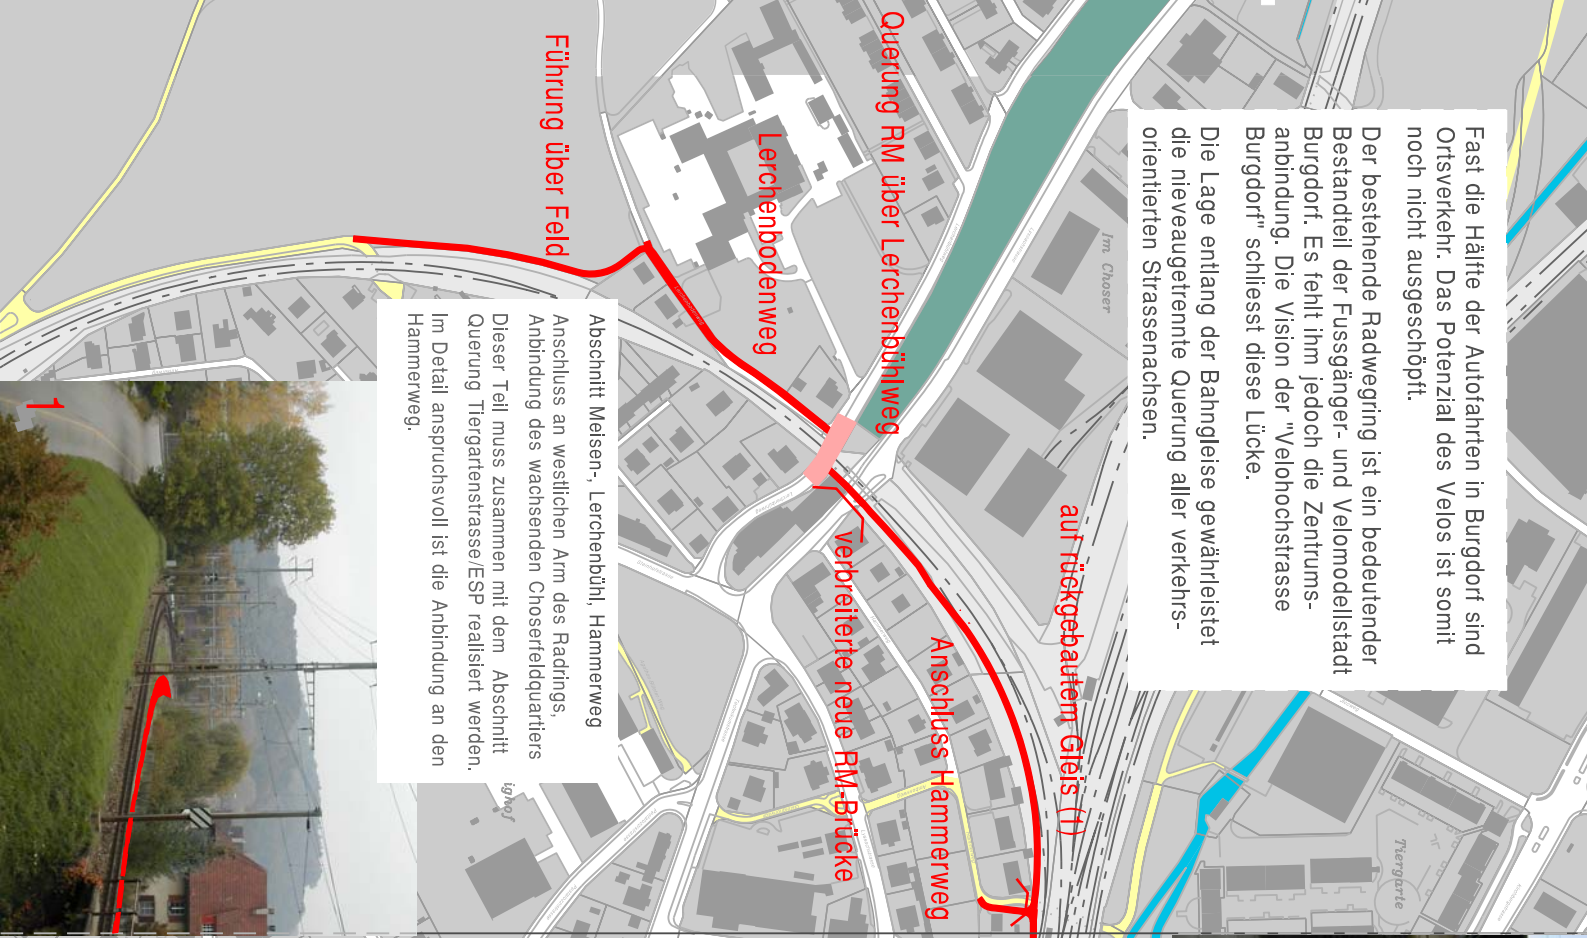 Fast die Hälfte der Autofahrten in Burgdorf sind
Ortsverkehr. Das Potenzial des Velos ist somit
noch nicht ausgeschöpft.
Der bestehende Radwegring ist ein bedeutender
Bestandteil der Fussgänger- und Velomodellstadt
Burgdorf. Es fehlt ihm jedoch die Zentrums-
anbindung. Die Vision der "Velohochstrasse
Burgdorf" schliesst diese Lücke.
Die Lage entlang der Bahngleise gewährleistet
die nieveaugetrennte Querung aller verkehrs-
orientierten Strassenachsen.
Im Choser
Tiergarte
auf rückgebautem Gleis (1)
Anschluss Hammerweg
Querung RM über Lerchenbühlweg
verbreiterte neue RM-Brücke
Lerchenbodenweg
Führung über Feld
Abschnitt Meisen-, Lerchenbühl, Hammerweg
Anschluss an westlichen Arm des Radrings,
Anbindung des wachsenden Choserfeldquartiers
Dieser Teil muss zusammen mit dem Abschnitt
Querung Tiergartenstrasse/ESP realisiert werden.
Im Detail anspruchsvoll ist die Anbindung an den
Hammerweg.
ighof
1